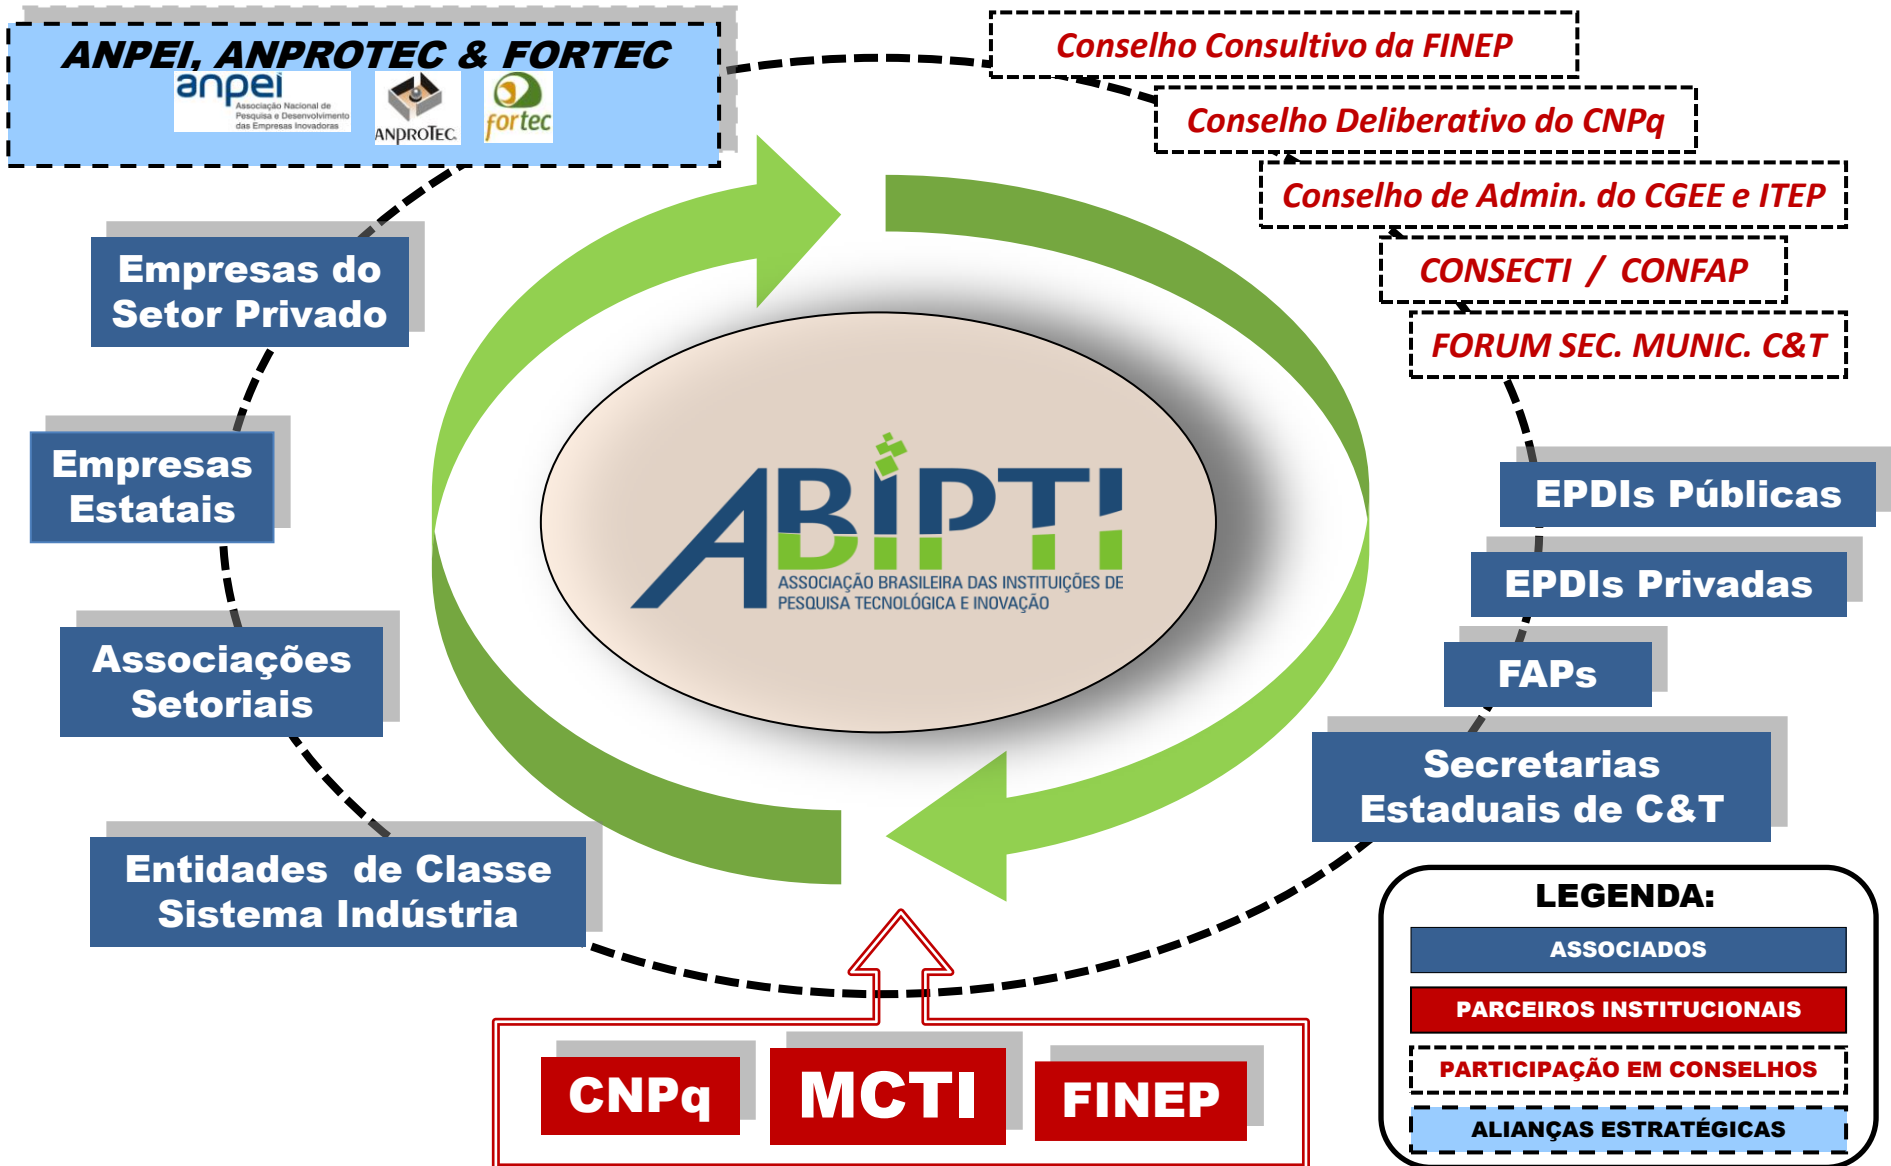 ANPEI, ANPROTEC & FORTEC
anpei
Associação Nacional de
Pesquisa e Desenvolvimento
das Empresas Inovadoras
ANPROTEC
fortec
Conselho Consultivo da FINEP
Conselho Deliberativo do CNPq
Conselho de Admin. do CGEE e ITEP
CONSECTI / CONFAP
FORUM SEC. MUNIC. C&T
Empresas do
Setor Privado
Empresas
Estatais
Associações
Setoriais
Entidades de Classe
Sistema Indústria
ABIPTI
ASSOCIAÇÃO BRASILEIRA DAS INSTITUIÇÕES DE
PESQUISA TECNOLÓGICA E INOVAÇÃO
EPDIs Públicas
EPDIs Privadas
FAPs
Secretarias
Estaduais de C&T
CNPq
MCTI
FINEP
LEGENDA:
ASSOCIADOS
PARCEIROS INSTITUCIONAIS
PARTICIPAÇÃO EM CONSELHOS
ALIANÇAS ESTRATÉGICAS